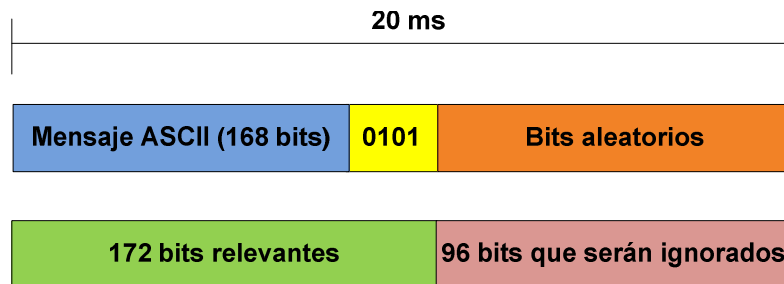 20 ms
Mensaje ASCII (168 bits) 0101 Bits aleatorios
172 bits relevantes 96 bits que serán ignorados